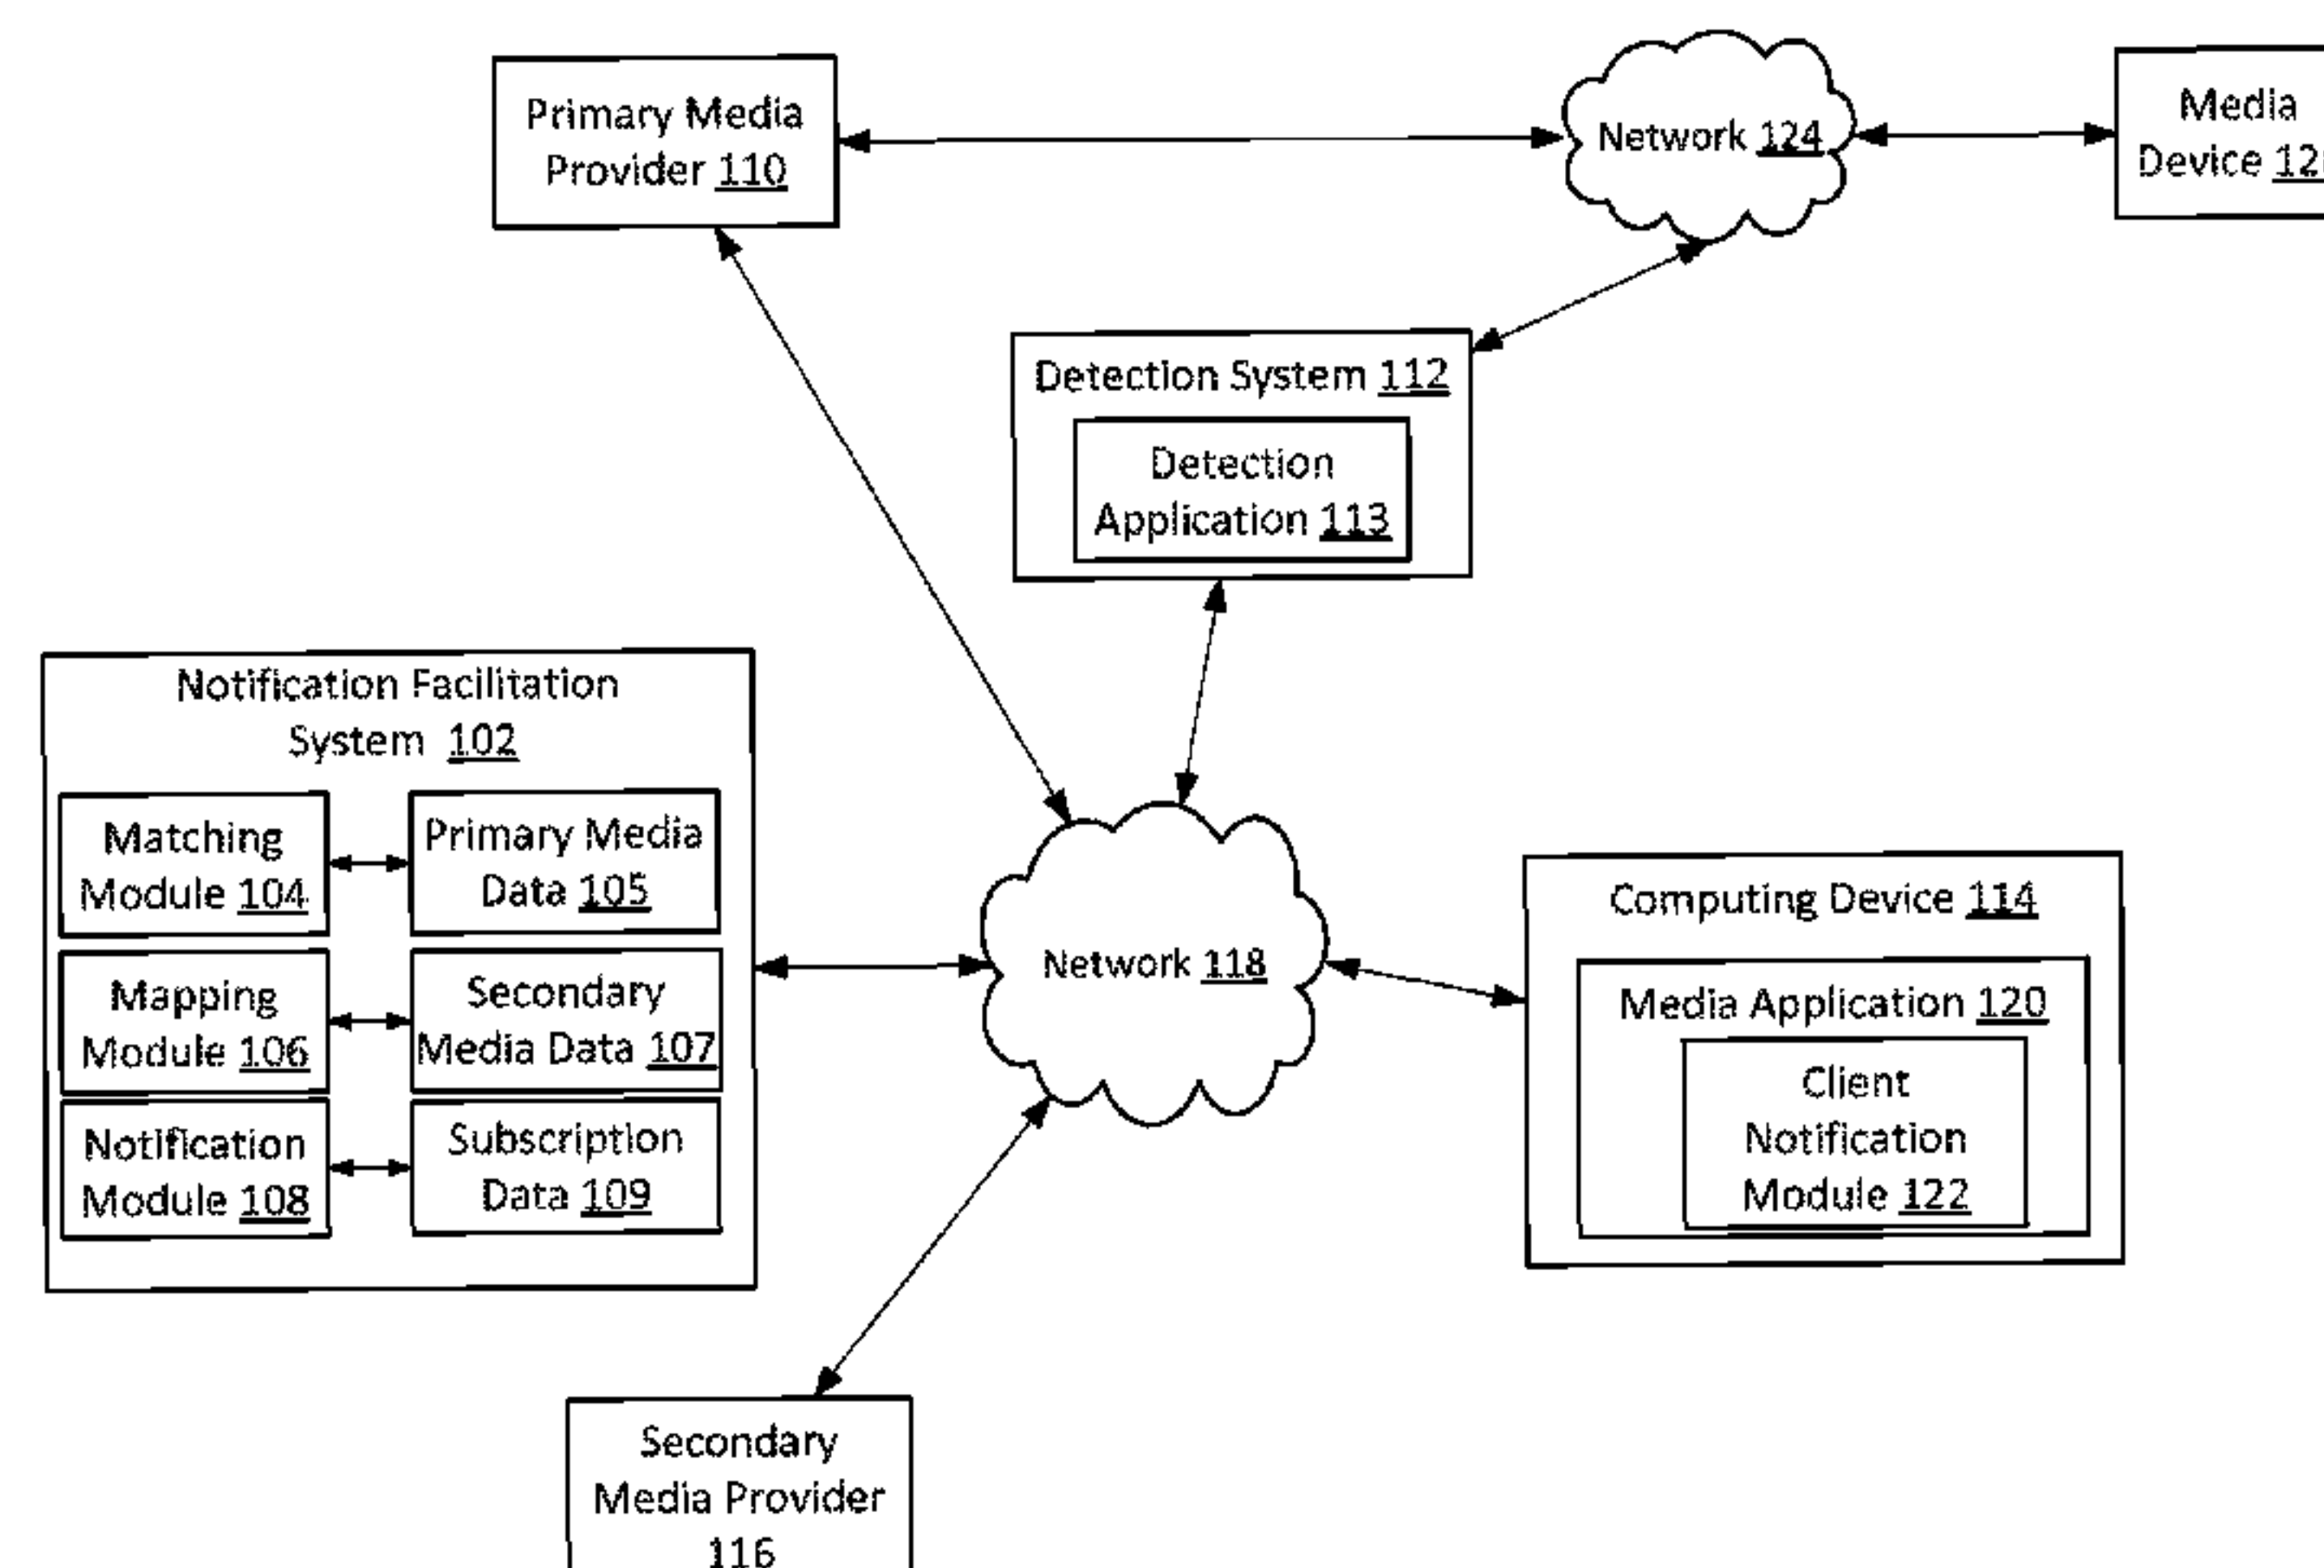 Primary Media
Provider 110
Network 124
Media
Device
Detection System 112
Detection
Application 113
Notification Facilitation
System 102
Matching
Module 104
Primary Media
Data 105
Mapping
Module 106
Secondary
Media Data 107
Notification
Module 108
Subscription
Data 109
Network 118
Computing Device 114
Media Application 120
Client
Notification
Module 122
Secondary
Media Provider
116